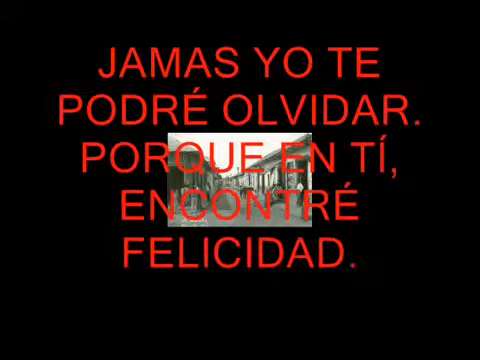 JAMAS YO TE
PODRÉ OLVIDAR.
PORQUE EN TÍ,
ENCONTRÉ
FELICIDAD.